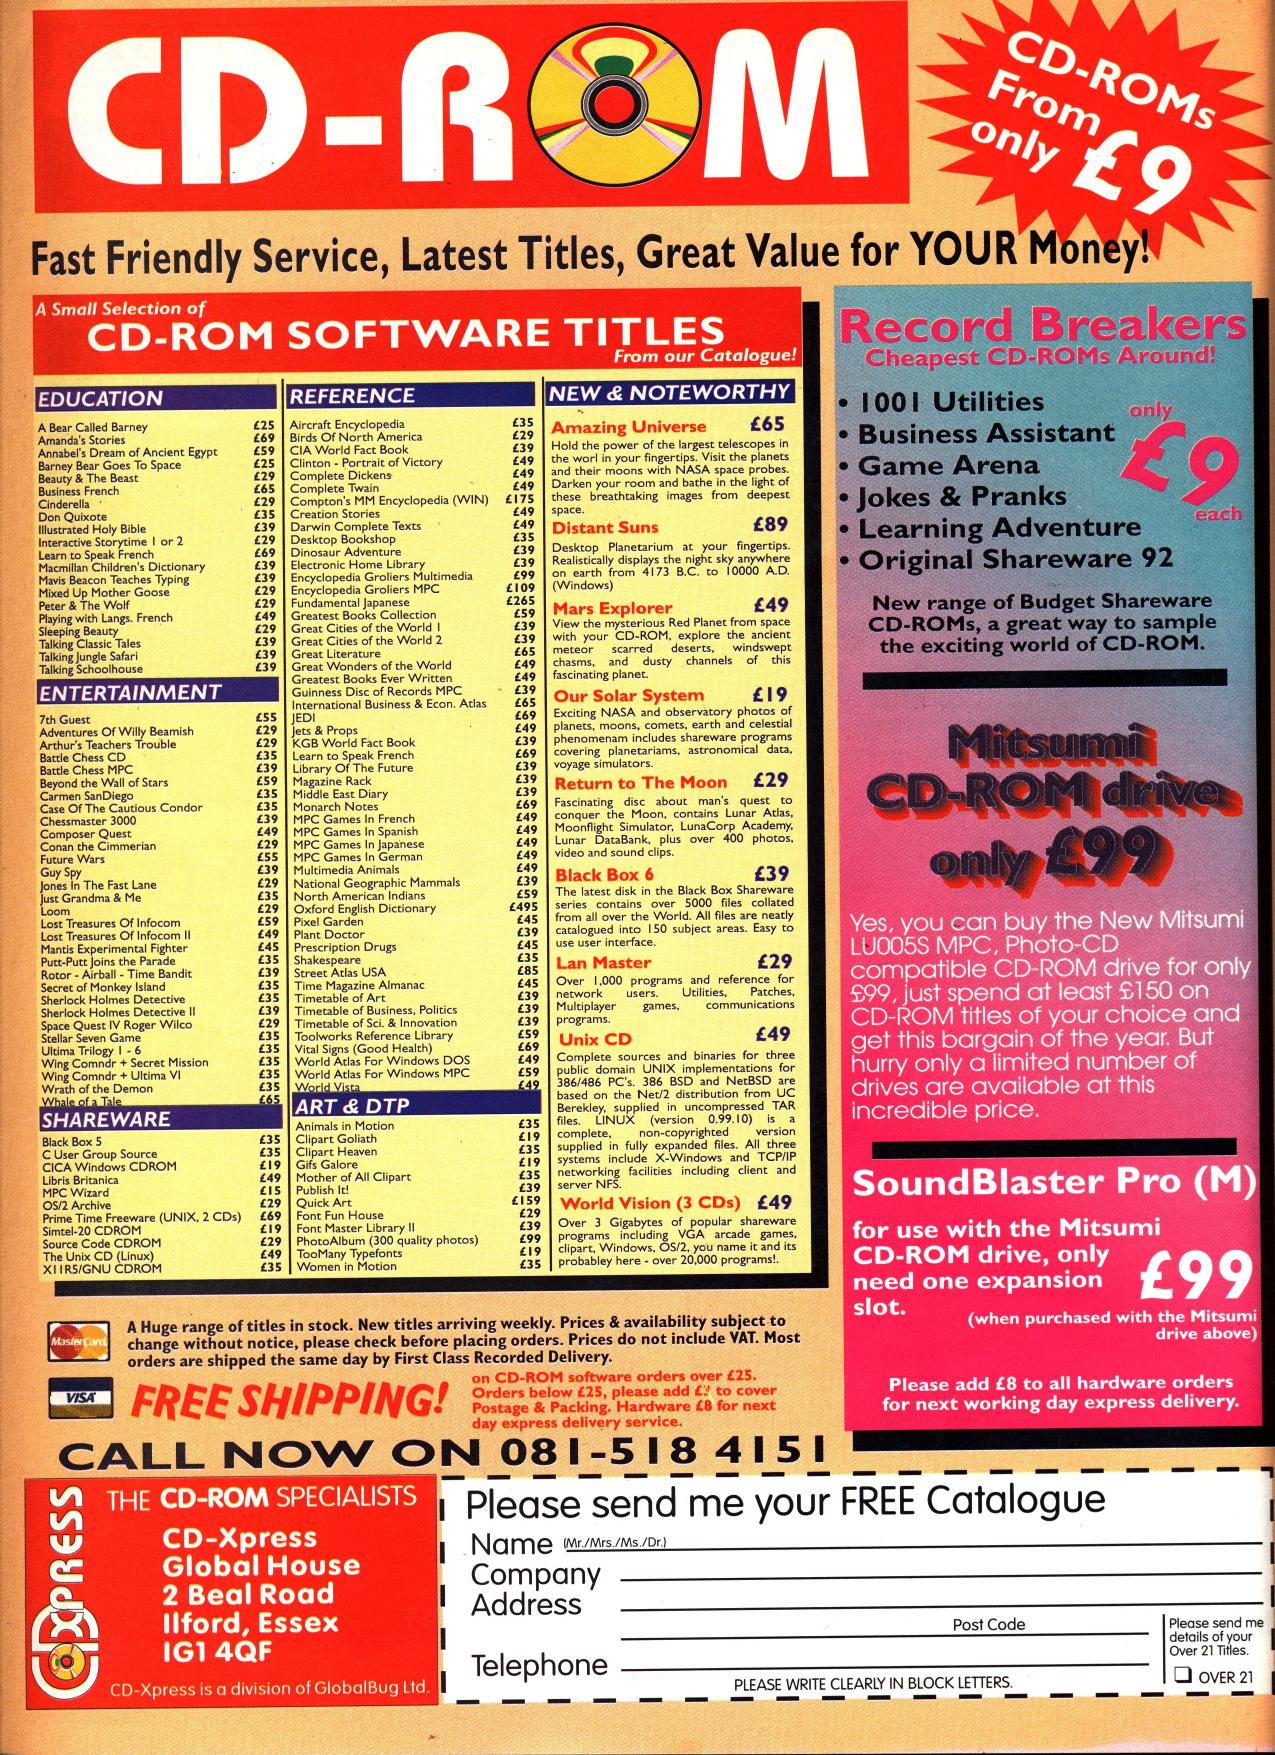 CD-ROM
CD-ROMs
From
only £9
Fast Friendly Service, Latest Titles, Great Value for YOUR Money!
A Small Selection of
CD-ROM SOFTWARE TITLES
From our Catalogue!
EDUCATION
A Bear Called Barney £25
Amanda's Stories £69
Annabel's Dream of Ancient Egypt £59
Barney Bear Goes To Space £25
Beauty & The Beast £29
Business French £65
Cinderella £29
Don Quixote £35
Illustrated Holy Bible £39
Interactive Storytime 1 or 2 £29
Learn to Speak French £69
Macmillan Children's Dictionary £39
Mavis Beacon Teaches Typing £39
Mixed Up Mother Goose £29
Peter & The Wolf £29
Playing with Langs. French £49
Sleeping Beauty £29
Talking Classic Tales £39
Talking Jungle Safari £39
Talking Schoolhouse £39
ENTERTAINMENT
7th Guest £55
Adventures Of Willy Beamish £29
Arthur's Teachers Trouble £29
Battle Chess CD £35
Battle Chess MPC £39
Beyond the Wall of Stars £59
Carmen SanDiego £35
Case Of The Cautious Condor £35
Chessmaster 3000 £39
Composer Quest £49
Conan the Cimmerian £29
Future Wars £55
Guy Spy £39
Jones In The Fast Lane £29
Just Grandma & Me £35
Loom £29
Lost Treasures Of Infocom £59
Lost Treasures Of Infocom II £49
Mantis Experimental Fighter £45
Putt-Putt Joins the Parade £35
Rotor - Airball - Time Bandit £39
Secret of Monkey Island £35
Sherlock Holmes Detective £35
Sherlock Holmes Detective II £39
Space Quest IV Roger Wilco £29
Stellar Seven Game £35
Ultima Trilogy 1 - 6 £35
Wing Comndr + Secret Mission £35
Wing Comndr + Ultima VI £35
Wrath of the Demon £35
Whale of a Tale £65
SHAREWARE
Black Box 5 £35
C User Group Source £35
CICA Windows CDROM £19
Libris Britanica £49
MPC Wizard £15
OS/2 Archive £29
Prime Time Freeware (UNIX, 2 CDs) £69
Simtel-20 CDROM £19
Source Code CDROM £29
The Unix CD (Linux) £49
X11R5/GNU CDROM £35
REFERENCE
Aircraft Encyclopedia £35
Birds Of North America £29
CIA World Fact Book £39
Clinton - Portrait of Victory £49
Complete Dickens £49
Complete Twain £49
Compton's MM Encyclopedia (WIN) £175
Creation Stories £49
Darwin Complete Texts £49
Desktop Bookshop £35
Dinosaur Adventure £39
Electronic Home Library £39
Encyclopedia Groliers Multimedia £99
Encyclopedia Groliers MPC £109
Fundamental Japanese £265
Greatest Books Collection £59
Great Cities of the World 1 £39
Great Cities of the World 2 £39
Great Literature £65
Great Wonders of the World £49
Greatest Books Ever Written £49
Guinness Disc of Records MPC £39
International Business & Econ. Atlas £65
JEDI £69
Jets & Props £49
KGB World Fact Book £39
Learn to Speak French £69
Library Of The Future £39
Magazine Rack £39
Middle East Diary £39
Monarch Notes £69
MPC Games In French £49
MPC Games In Spanish £49
MPC Games In Japanese £49
MPC Games In German £49
Multimedia Animals £49
National Geographic Mammals £39
North American Indians £59
Oxford English Dictionary £495
Pixel Garden £45
Plant Doctor £39
Prescription Drugs £45
Shakespeare £35
Street Atlas USA £85
Time Magazine Almanac £45
Timetable of Art £39
Timetable of Business, Politics £39
Timetable of Sci. & Innovation £39
Toolworks Reference Library £59
Vital Signs (Good Health) £69
World Atlas For Windows DOS £49
World Atlas For Windows MPC £59
World Vista £49
ART & DTP
Animals in Motion £35
Clipart Goliath £19
Clipart Heaven £35
Gifs Galore £19
Mother of All Clipart £35
Publish It! £39
Quick Art £159
Font Fun House £29
Font Master Library II £39
PhotoAlbum (300 quality photos) £99
TooMany Typefonts £19
Women in Motion £35
NEW & NOTEWORTHY
Amazing Universe £65
Hold the power of the largest telescopes in
the worl in your fingertips. Visit the planets
and their moons with NASA space probes.
Darken your room and bathe in the light of
these breathtaking images from deepest
space.
Distant Suns £89
Desktop Planetarium at your fingertips.
Realistically displays the night sky anywhere
on earth from 4173 B.C. to 10000 A.D.
(Windows)
Mars Explorer £49
View the mysterious Red Planet from space
with your CD-ROM, explore the ancient
meteor scarred deserts, windswept
chasms, and dusty channels of this
fascinating planet.
Our Solar System £19
Exciting NASA and observatory photos of
planets, moons, comets, earth and celestial
phenomenam includes shareware programs
covering planetariams, astronomical data,
voyage simulators.
Return to The Moon £29
Fascinating disc about man's quest to
conquer the Moon, contains Lunar Atlas,
Moonflight Simulator, LunaCorp Academy,
Lunar DataBank, plus over 400 photos,
video and sound clips.
Black Box 6 £39
The latest disk in the Black Box Shareware
series contains over 5000 files collated
from all over the World. All files are neatly
catalogued into 150 subject areas. Easy to
use user interface.
Lan Master £29
Over 1,000 programs and reference for
network users. Utilities, Patches,
Multiplayer games, communications
programs.
Unix CD £49
Complete sources and binaries for three
public domain UNIX implementations for
386/486 PC's. 386 BSD and NetBSD are
based on the Net/2 distribution from UC
Berekley, supplied in uncompressed TAR
files. LINUX (version 0.99.10) is a
complete, non-copyrighted version
supplied in fully expanded files. All three
systems include X-Windows and TCP/IP
networking facilities including client and
server NFS.
World Vision (3 CDs) £49
Over 3 Gigabytes of popular shareware
programs including VGA arcade games,
clipart, Windows, OS/2, you name it and its
probabley here - over 20,000 programs!.
Record Breakers
Cheapest CD-ROMs Around!
• 1001 Utilities
• Business Assistant
• Game Arena
• Jokes & Pranks
• Learning Adventure
• Original Shareware 92
only
£9
each
New range of Budget Shareware
CD-ROMs, a great way to sample
the exciting world of CD-ROM.
Mitsumi
CD-ROM drive
only £99
Yes, you can buy the New Mitsumi
LU005S MPC, Photo-CD
compatible CD-ROM drive for only
£99, just spend at least £150 on
CD-ROM titles of your choice and
get this bargain of the year. But
hurry only a limited number of
drives are available at this
incredible price.
SoundBlaster Pro (M)
for use with the Mitsumi
CD-ROM drive, only
need one expansion
slot.
£99
(when purchased with the Mitsumi
drive above)
Please add £8 to all hardware orders
for next working day express delivery.
MasterCard
A Huge range of titles in stock. New titles arriving weekly. Prices & availability subject to
change without notice, please check before placing orders. Prices do not include VAT. Most
orders are shipped the same day by First Class Recorded Delivery.
VISA
FREE SHIPPING!
on CD-ROM software orders over £25.
Orders below £25, please add to cover
Postage & Packing. Hardware £8 for next
day express delivery service.
CALL NOW ON 081-518 4151
CD XPRESS
THE CD-ROM SPECIALISTS
CD-Xpress
Global House
2 Beal Road
Ilford, Essex
IG1 4QF
CD-Xpress is a division of GlobalBug Ltd.
Please send me your FREE Catalogue
Name (Mr./Mrs./Ms./Dr.)
Company
Address
Post Code
Telephone
PLEASE WRITE CLEARLY IN BLOCK LETTERS.
Please send me
details of your
Over 21 Titles.
OVER 21